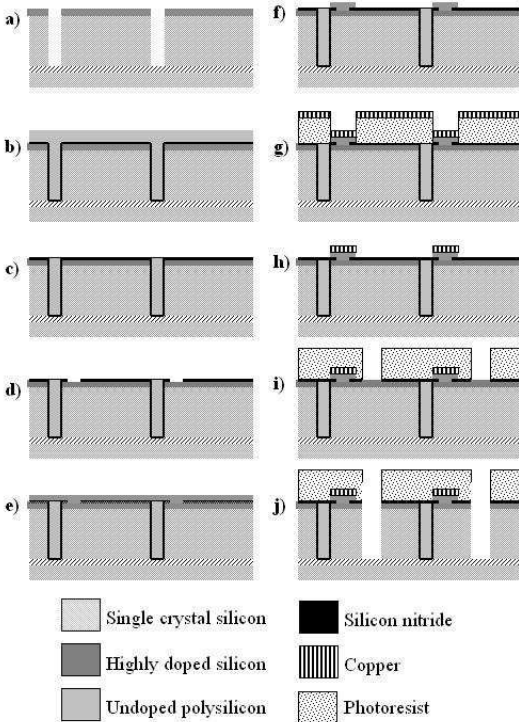 a)
b)
c)
d)
e)
f)
g)
h)
i)
j)
Single crystal silicon
Highly doped silicon
Undoped polysilicon
Silicon nitride
Copper
Photoresist